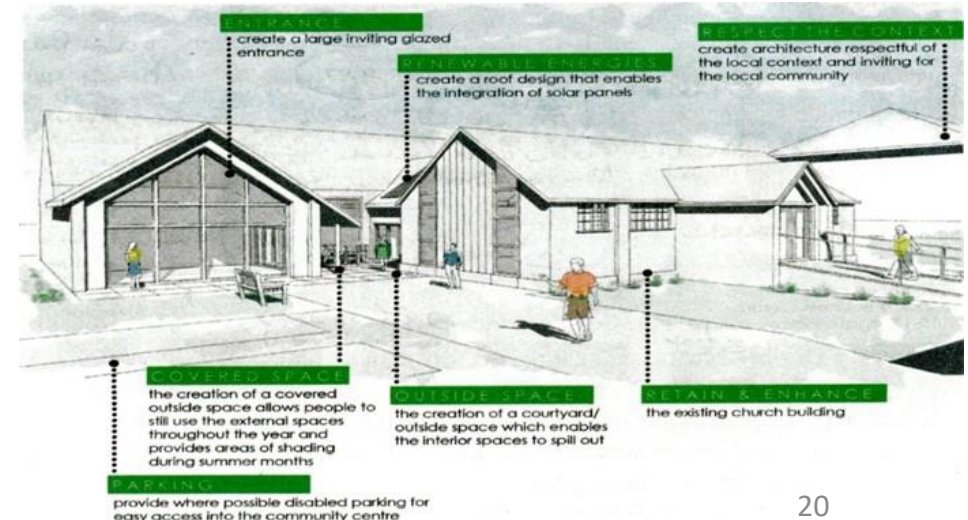 ENTRANCE
create a large inviting glazed
entrance
RENEWABLE ENERGIES
create a roof design that enables
the integration of solar panels
RESPECT THE CONTEXT
create architecture respectful of
the local context and inviting for
the local community
COVERED SPACE
the creation of a covered
outside space allows people to
still use the external spaces
throughout the year and
provides areas of shading
during summer months
OUTSIDE SPACE
the creation of a courtyard/
outside space which enables
the interior spaces to spill out
RETAIN & ENHANCE
the existing church building
PARKING
provide where possible disabled parking for
easy access into the community centre
20